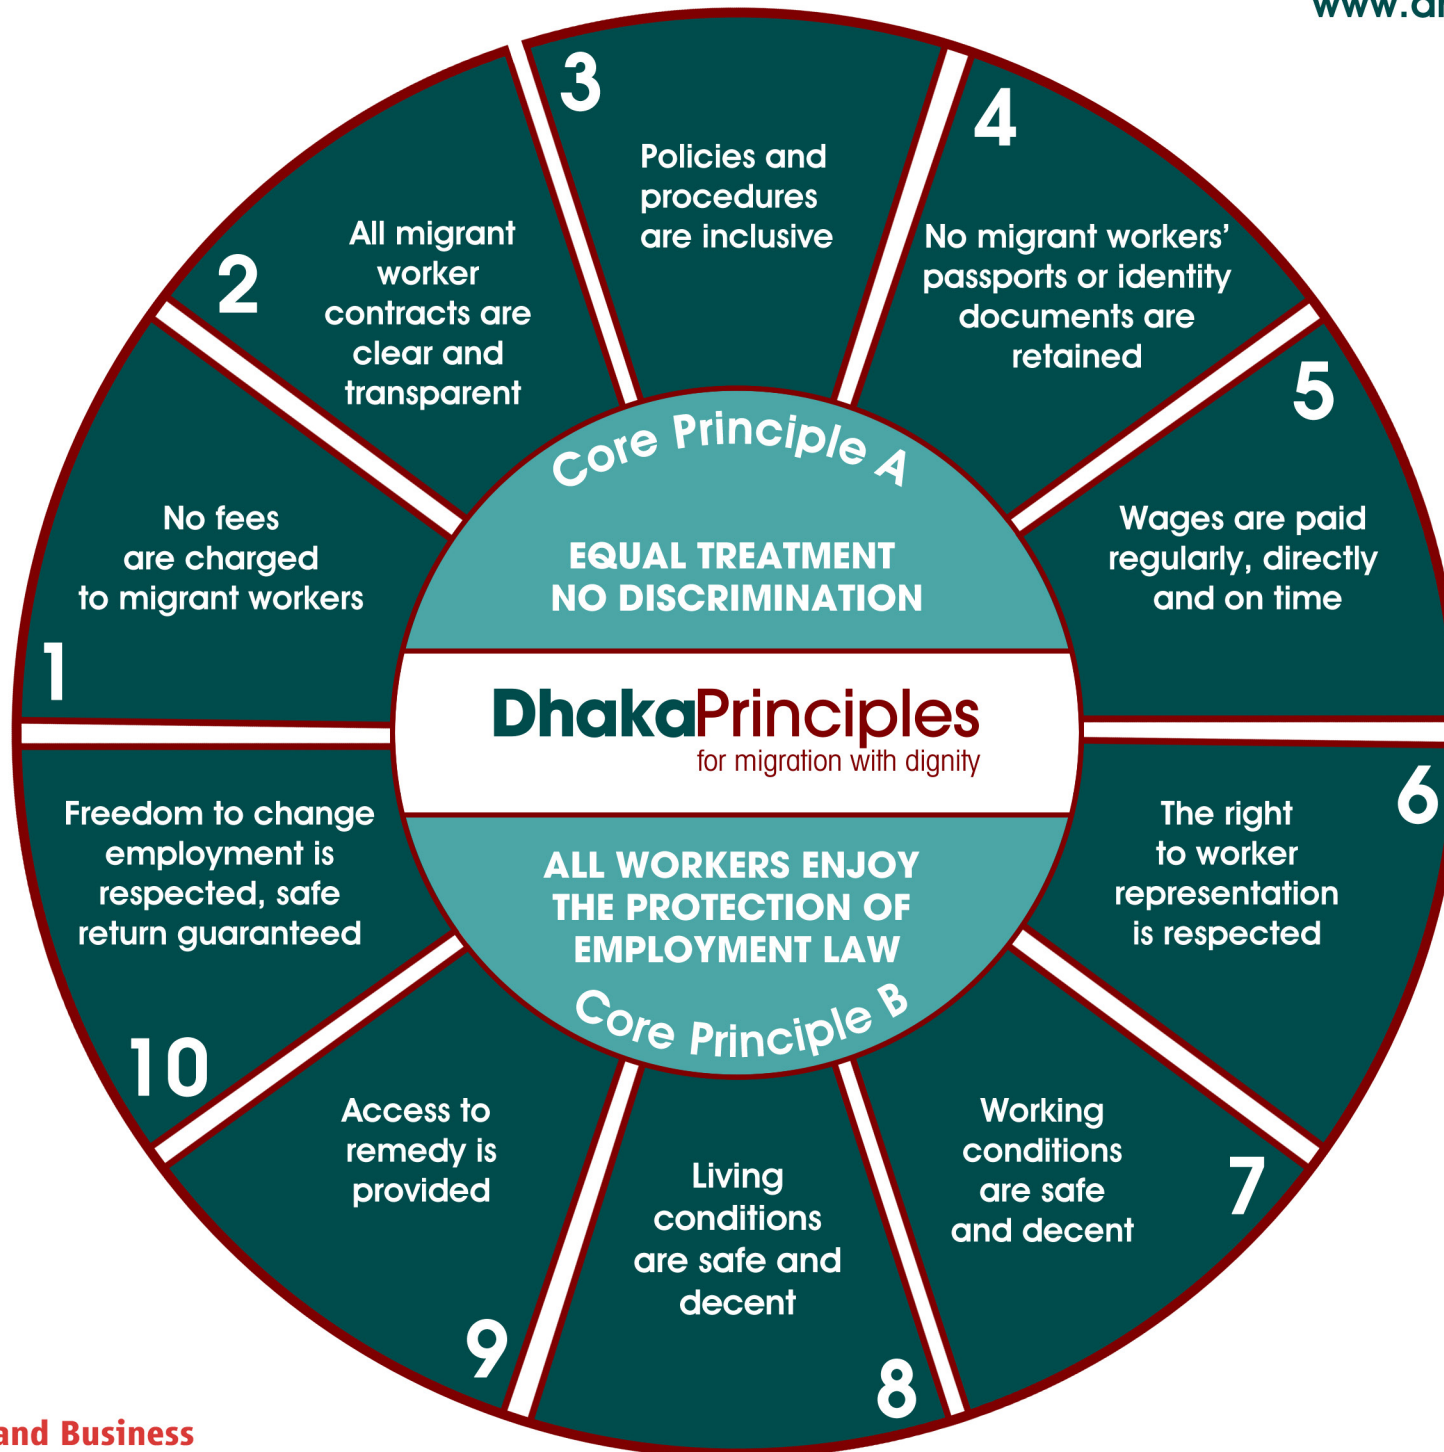 3
Policies and
procedures
are inclusive
4
No migrant workers’
passports or identity
documents are
retained
2
All migrant
worker
contracts are
clear and
transparent
5
Wages are paid
regularly, directly
and on time
1
No fees
are charged
to migrant workers
Core Principle A
EQUAL TREATMENT
NO DISCRIMINATION
DhakaPrinciples
for migration with dignity
ALL WORKERS ENJOY
THE PROTECTION OF
EMPLOYMENT LAW
Core Principle B
6
The right
to worker
representation
is respected
10
Freedom to change
employment is
respected, safe
return guaranteed
7
Working
conditions
are safe
and decent
9
Access to
remedy is
provided
8
Living
conditions
are safe and
decent
and Business